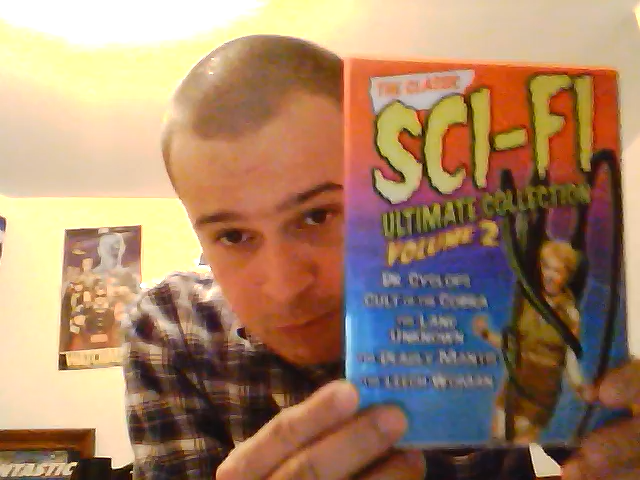 THE CLASSIC
SCI-FI
ULTIMATE COLLECTION
VOLUME 2
DR. CYCLOPS
CULT OF THE COBRA
THE LAND
UNKNOWN
THE DEADLY MANTIS
THE LEECH WOMAN
NTASTIC